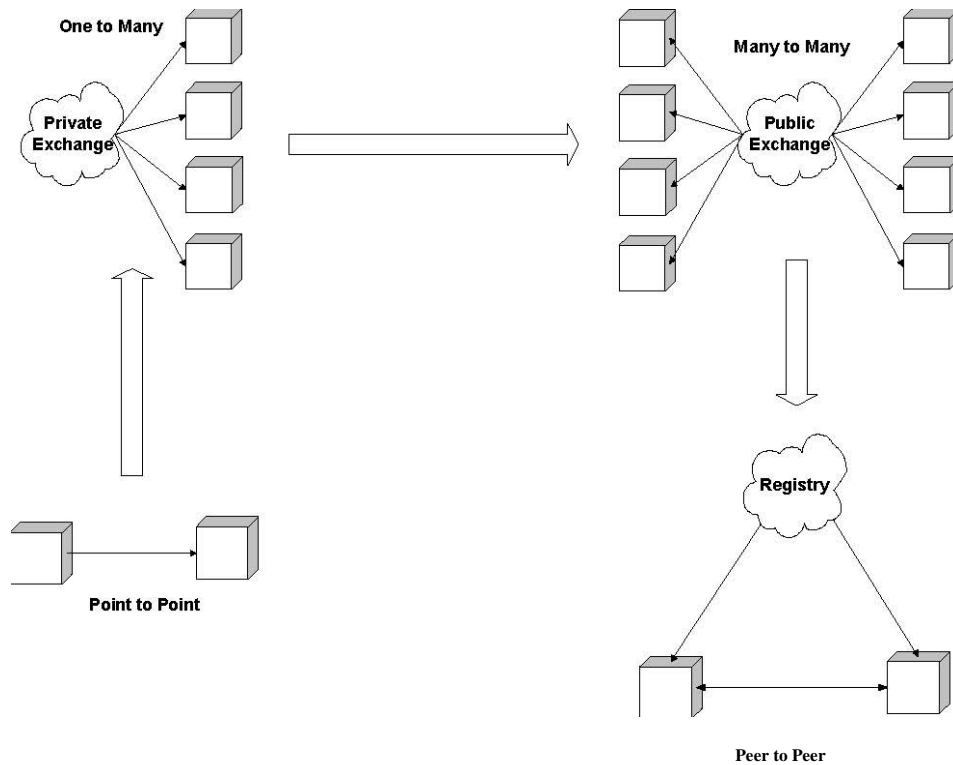 One to Many
Private
Exchange
Many to Many
Public
Exchange
Registry
Point to Point
Peer to Peer